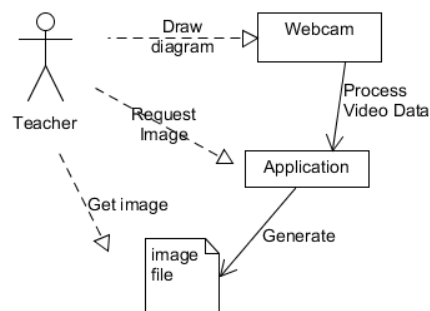 Draw
diagram
Webcam
Process
Video Data
Teacher
Request
Image
Application
Get image
Generate
image
file